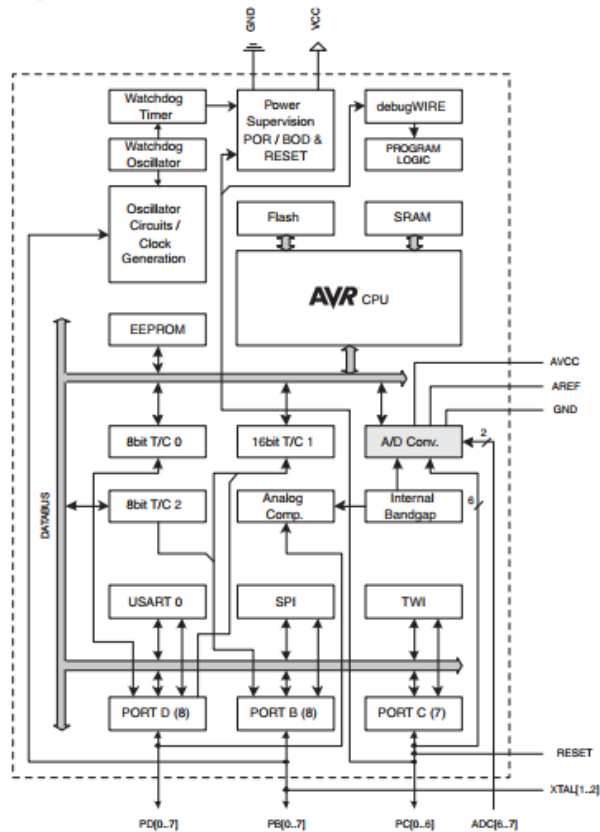 GND
VCC
Watchdog
Timer
Power
Supervision
POR / BOD &
RESET
debugWIRE
PROGRAM
LOGIC
Watchdog
Oscillator
Oscillator
Circuits /
Clock
Generation
Flash
SRAM
AVR CPU
EEPROM
AVCC
AREF
GND
8bit T/C 0
16bit T/C 1
A/D Conv.
2
8bit T/C 2
Analog
Comp.
Internal
Bandgap
6
DATABUS
USART 0
SPI
TWI
PORT D (8)
PORT B (8)
PORT C (7)
RESET
XTAL[1..2]
PD[0..7]
PB[0..7]
PC[0..6]
ADC[6..7]